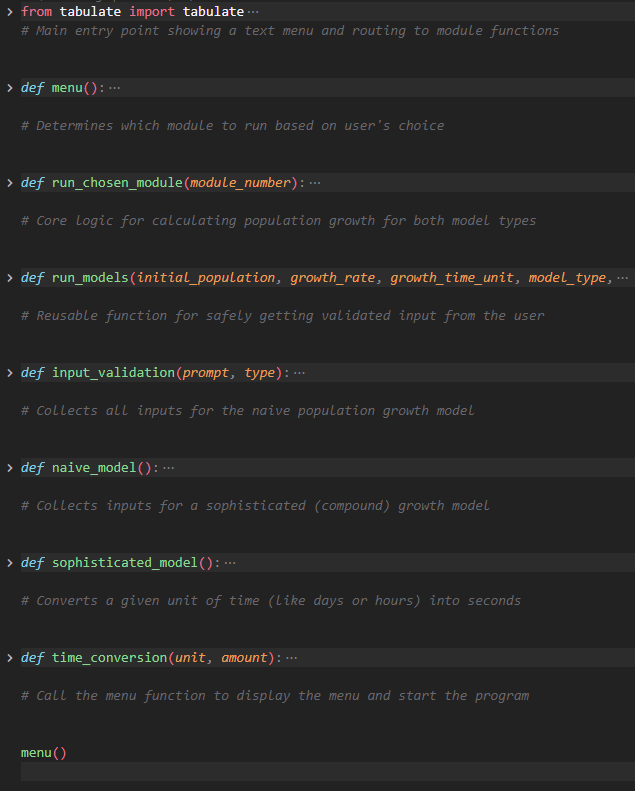 from tabulate import tabulate ···
# Main entry point showing a text menu and routing to module functions
def menu(): ···
# Determines which module to run based on user's choice
def run_chosen_module(module_number): ···
# Core logic for calculating population growth for both model types
def run_models(initial_population, growth_rate, growth_time_unit, model_type, ···
# Reusable function for safely getting validated input from the user
def input_validation(prompt, type): ···
# Collects all inputs for the naive population growth model
def naive_model(): ···
# Collects inputs for a sophisticated (compound) growth model
def sophisticated_model(): ···
# Converts a given unit of time (like days or hours) into seconds
def time_conversion(unit, amount): ···
# Call the menu function to display the menu and start the program
menu()